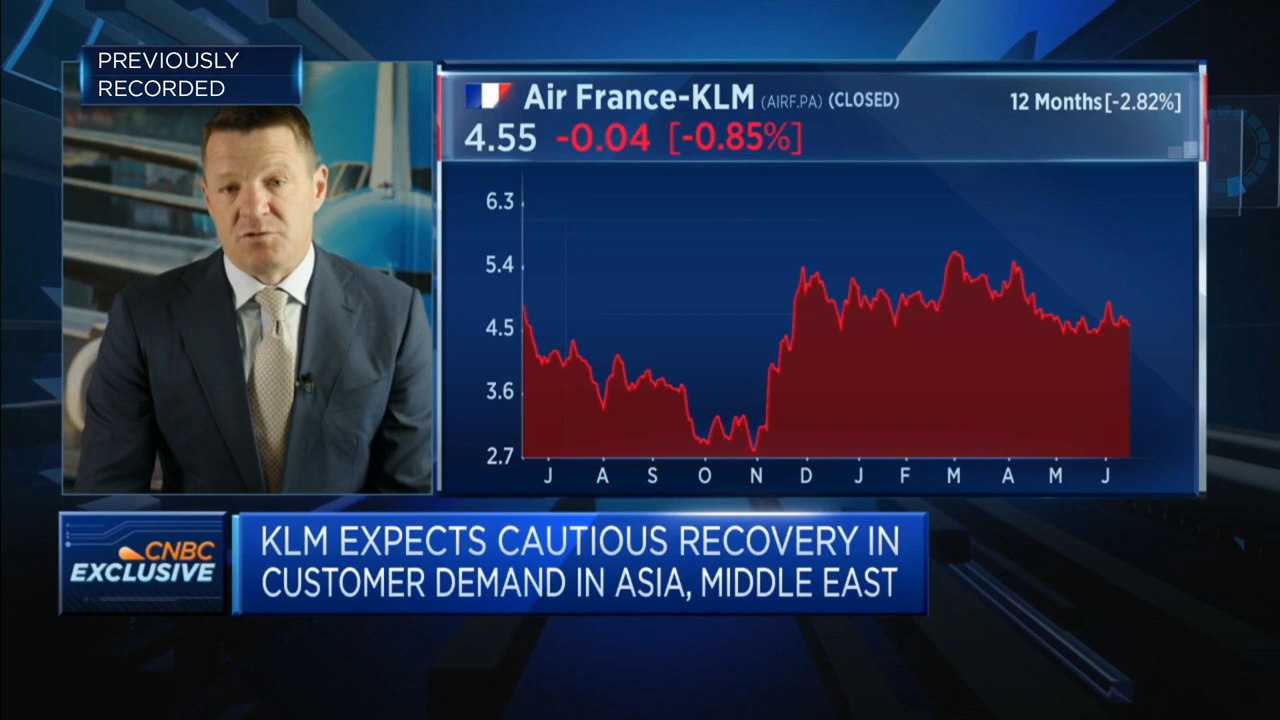 PREVIOUSLY
RECORDED
Air France-KLM (AIRF.PA) (CLOSED)
12 Months [-2.82%]
4.55 -0.04 [-0.85%]
6.3
5.4
4.5
3.6
2.7
J A S O N D J F M A M J
CNBC
EXCLUSIVE
KLM EXPECTS CAUTIOUS RECOVERY IN
CUSTOMER DEMAND IN ASIA, MIDDLE EAST